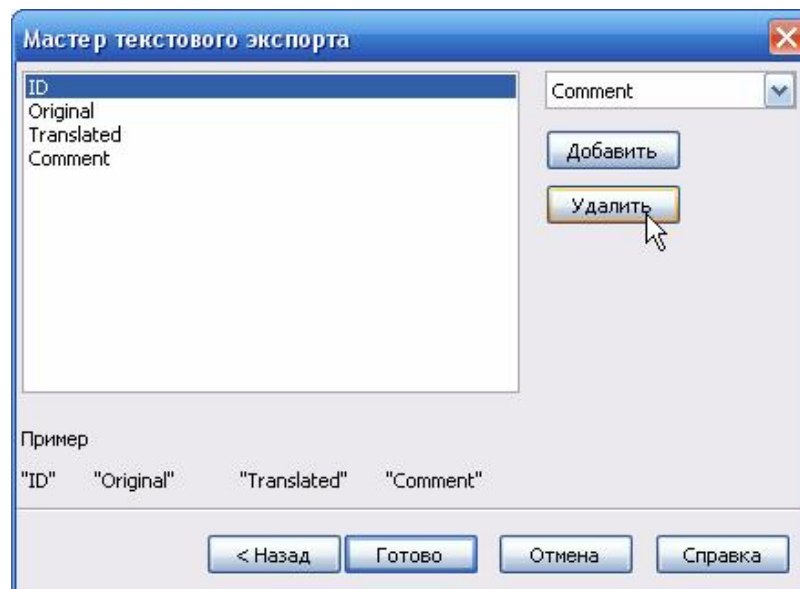 Мастер текстового экспорта
ID
Original
Translated
Comment
Comment
Добавить
Удалить
Пример
"ID" "Original" "Translated" "Comment"
< Назад Готово Отмена Справка